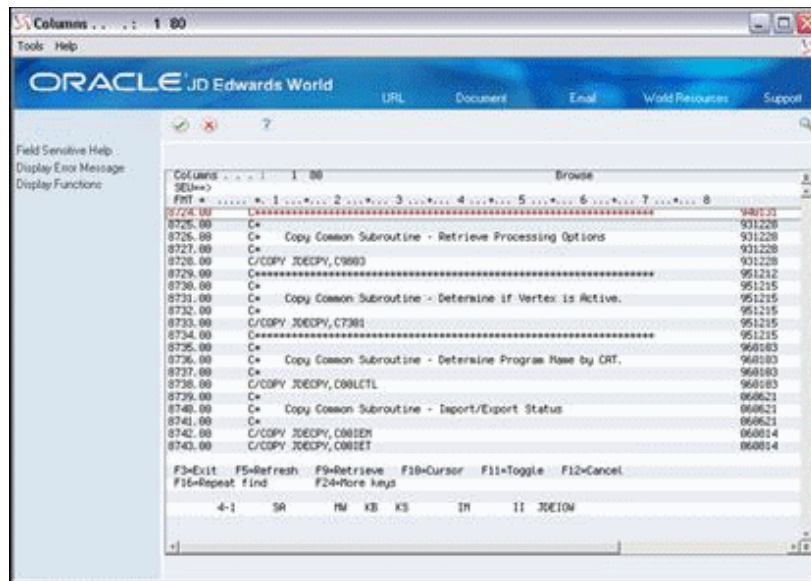 Columns . . . : 1 80
Tools Help
ORACLE JD Edwards World
URL Document Email World Resources Support
?
Field Sensitive Help
Display Error Message
Display Functions
Columns . . . : 1 80 Browse
SEU==>
FMT * ..... *. 1 ...+... 2 ...+... 3 ...+... 4 ...+... 5 ...+... 6 ...+... 7 ...+... 8
8724.00 C**************************************************************** 940131
8725.00 C* 931228
8726.00 C* Copy Common Subroutine - Retrieve Processing Options 931228
8727.00 C* 931228
8728.00 C/COPY JDECPY,C9803 931228
8729.00 C**************************************************************** 951212
8730.00 C* 951215
8731.00 C* Copy Common Subroutine - Determine if Vertex is Active. 951215
8732.00 C* 951215
8733.00 C/COPY JDECPY,C7301 951215
8734.00 C**************************************************************** 951215
8735.00 C* 960103
8736.00 C* Copy Common Subroutine - Determine Program Name by CAT. 960103
8737.00 C* 960103
8738.00 C/COPY JDECPY,C00LCTL 960103
8739.00 C* 060621
8740.00 C* Copy Common Subroutine - Import/Export Status 060621
8741.00 C* 060621
8742.00 C/COPY JDECPY,C00IEM 060814
8743.00 C/COPY JDECPY,C00IET 060814
F3=Exit F5=Refresh F9=Retrieve F10=Cursor F11=Toggle F12=Cancel
F16=Repeat find F24=More keys
4-1 SA MW KB KS IM II JDEIOW